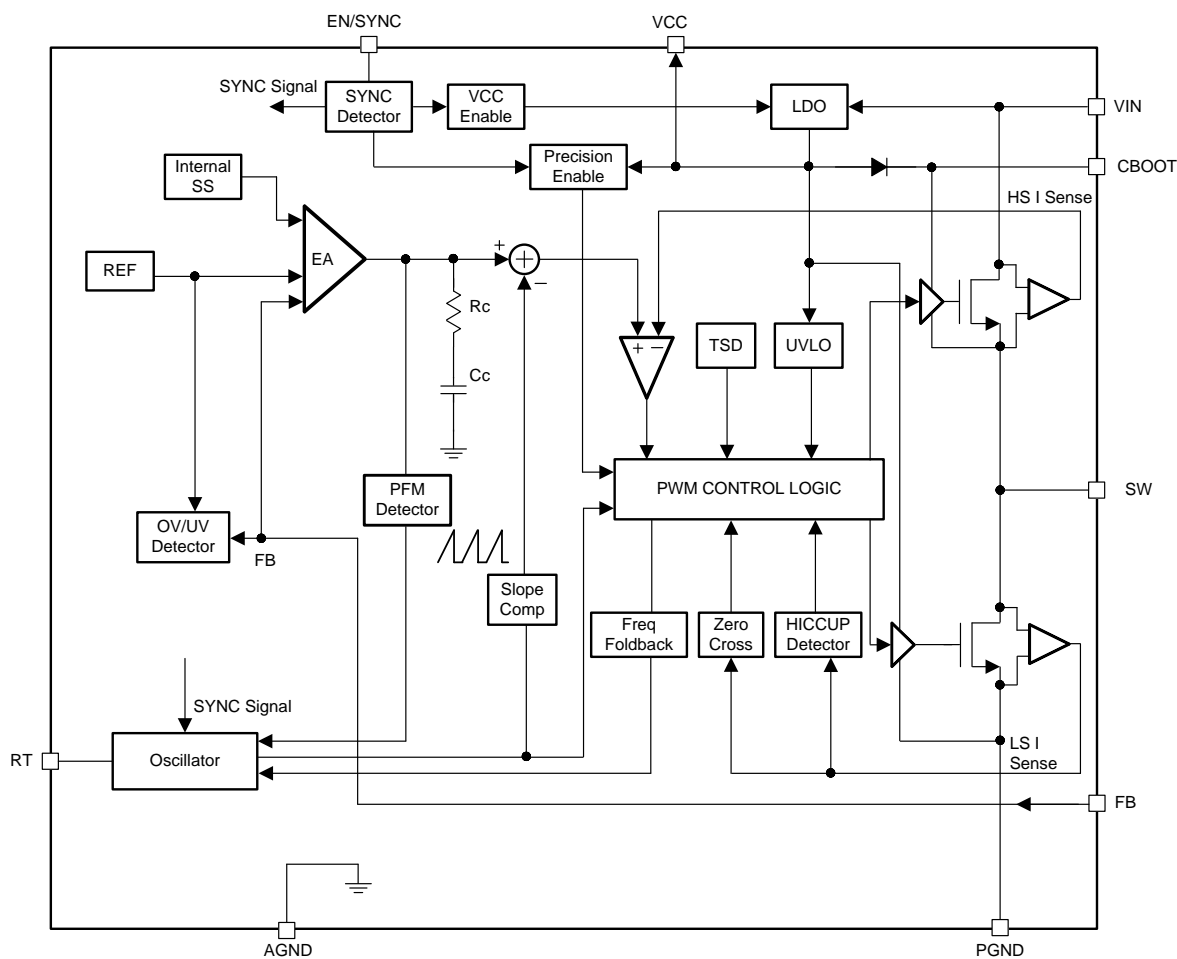 EN/SYNC
VCC
SYNC Signal
SYNC
Detector
VCC
Enable
LDO
VIN
Internal
SS
Precision
Enable
CBOOT
HS I Sense
REF
EA
+
+
−
Rc
+ −
TSD
UVLO
Cc
PFM
Detector
PWM CONTROL LOGIC
SW
OV/UV
Detector
FB
Slope
Comp
Freq
Foldback
Zero
Cross
HICCUP
Detector
SYNC Signal
RT
Oscillator
LS I
Sense
FB
AGND
PGND